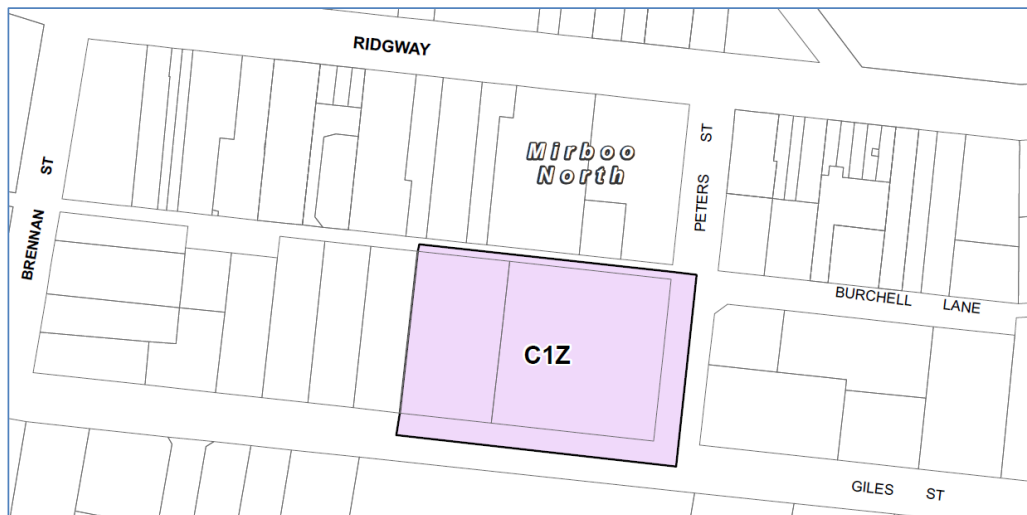 RIDGWAY
ST
BRENNAN
Mirboo
North
ST
PETERS
BURCHELL LANE
C1Z
GILES ST